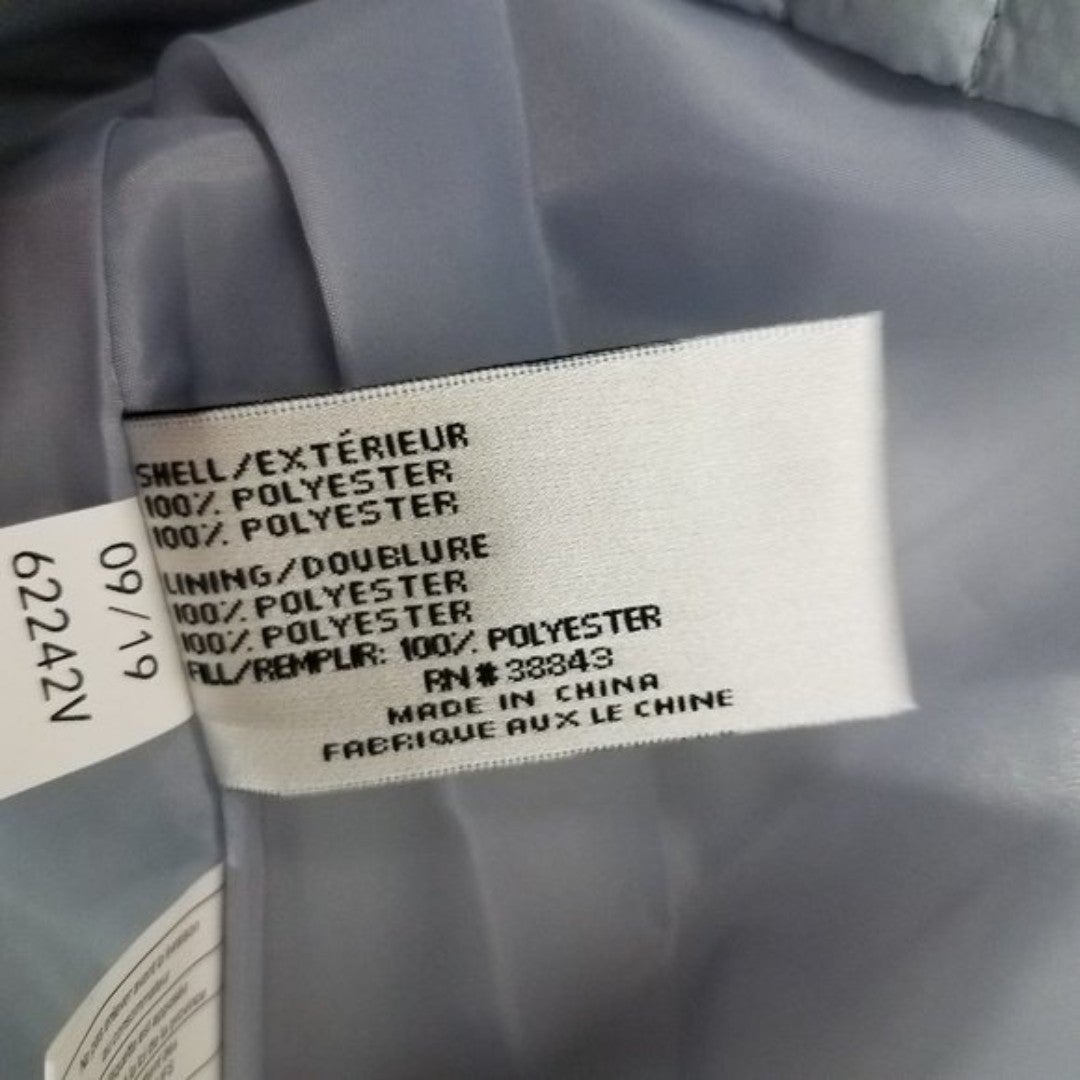 SHELL/EXTÉRIEUR
100% POLYESTER
100% POLYESTER
LINING/DOUBLURE
100% POLYESTER
100% POLYESTER
FILL/REMPLIR: 100% POLYESTER
RN#38843
MADE IN CHINA
FABRIQUE AUX LE CHINE
09/19
62242V